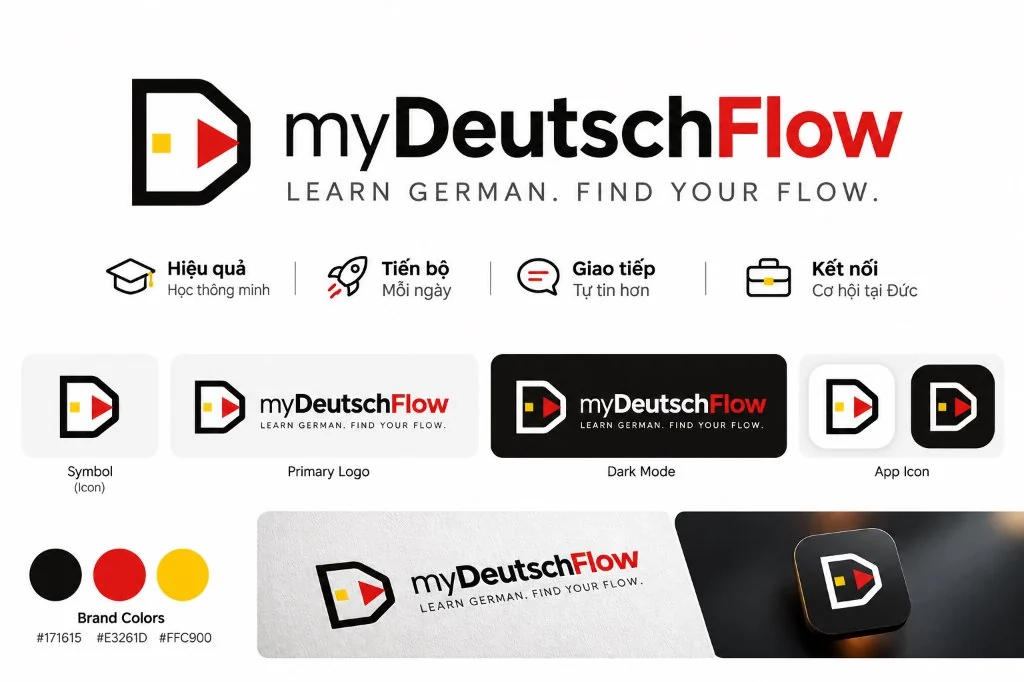 myDeutschFlow
LEARN GERMAN. FIND YOUR FLOW.
Hiệu quả
Học thông minh
Tiến bộ
Mỗi ngày
Giao tiếp
Tự tin hơn
Kết nối
Cơ hội tại Đức
myDeutschFlow
LEARN GERMAN. FIND YOUR FLOW.
myDeutschFlow
LEARN GERMAN. FIND YOUR FLOW.
Symbol
(Icon)
Primary Logo
Dark Mode
App Icon
myDeutschFlow
LEARN GERMAN. FIND YOUR FLOW.
Brand Colors
#171615 #E3261D #FFC900